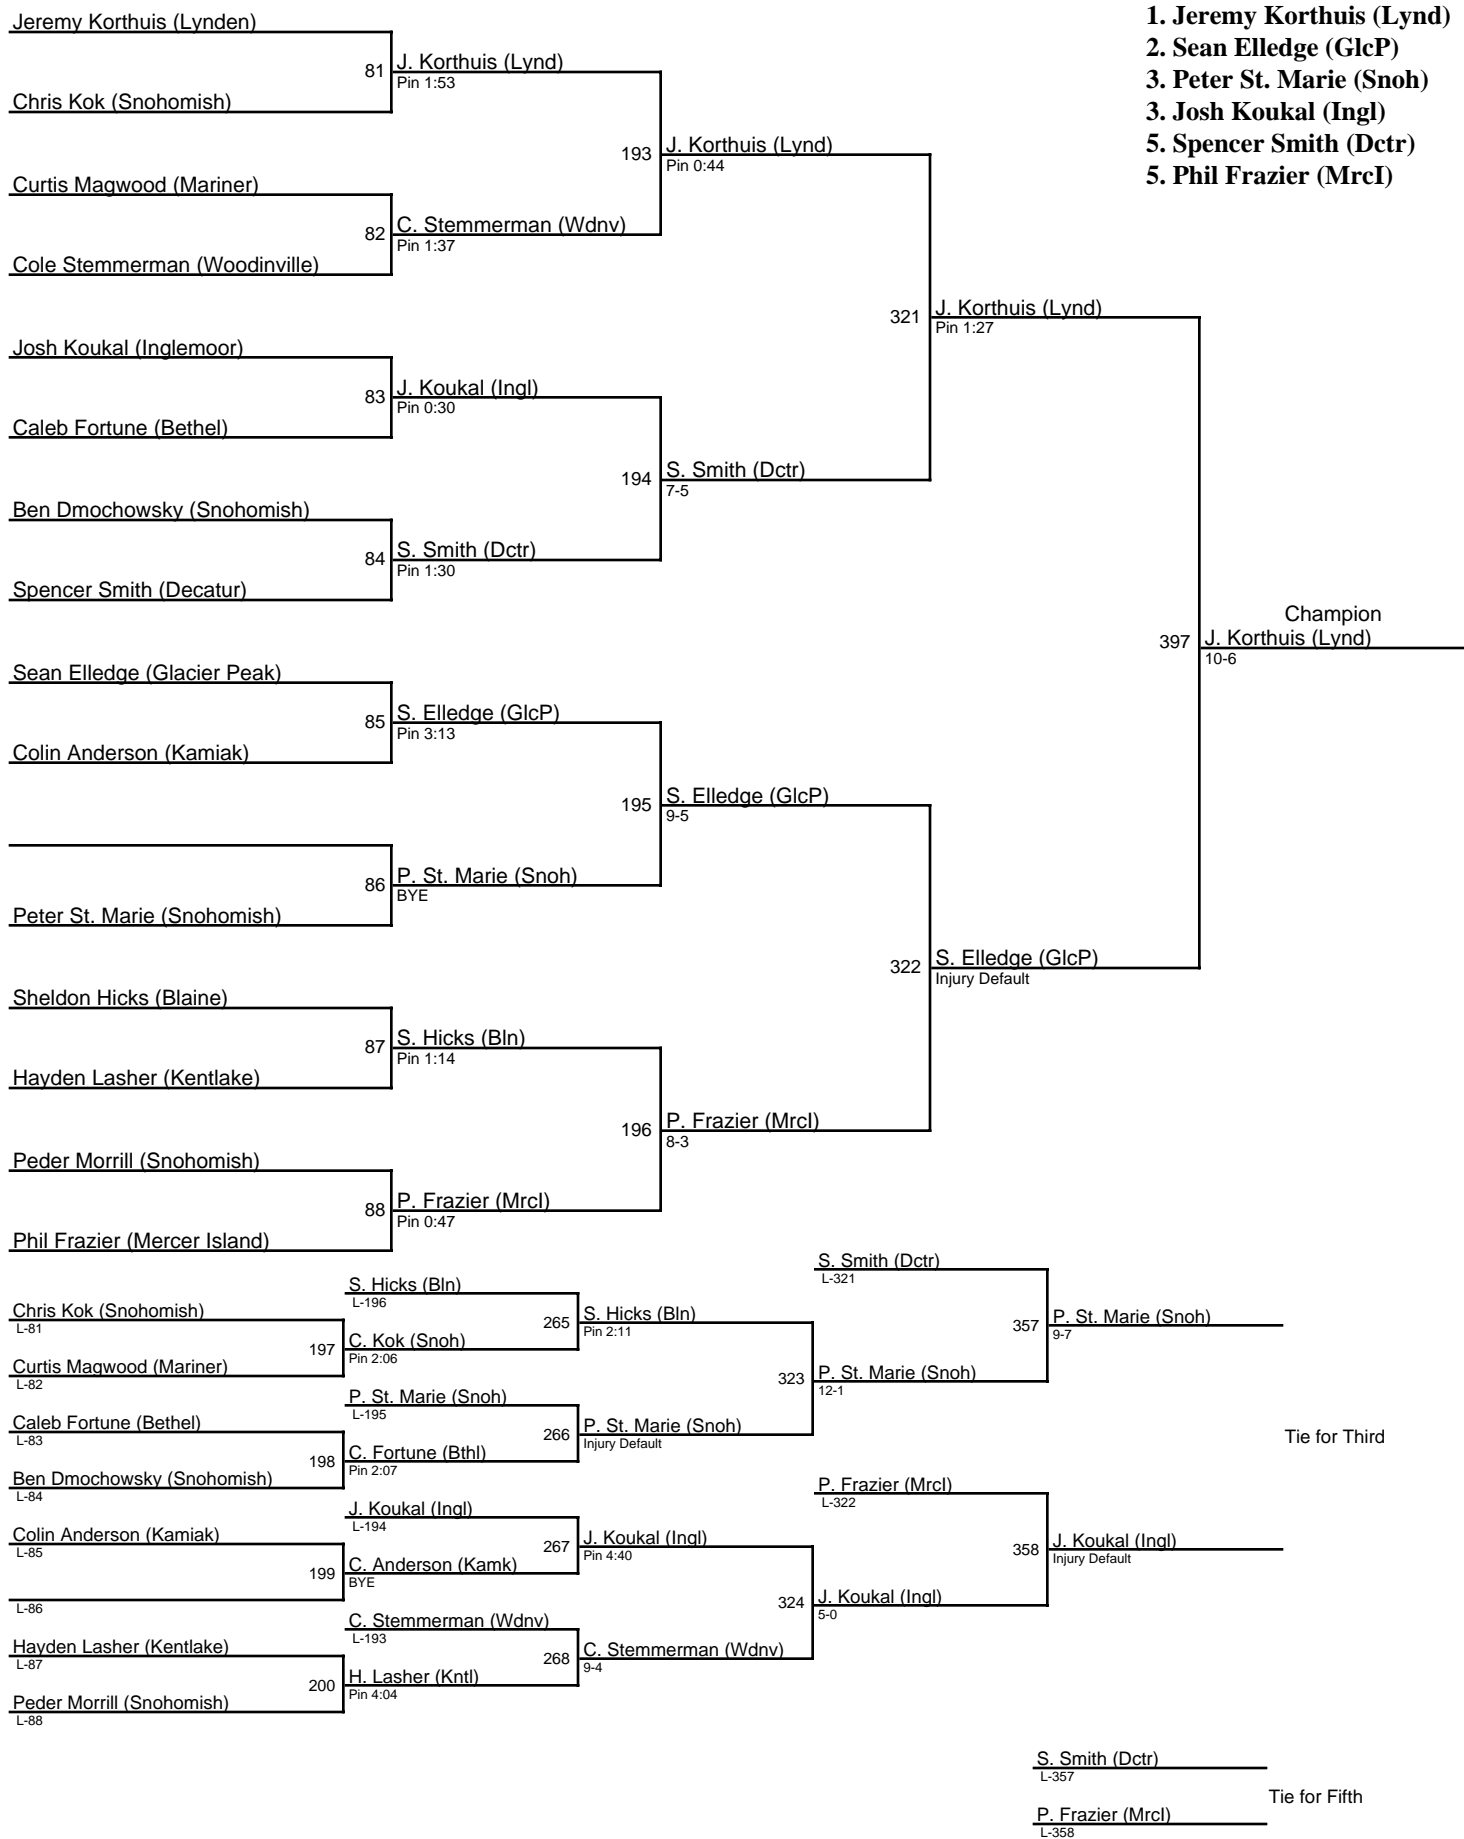 1. Jeremy Korthuis (Lynd)
2. Sean Elledge (GlcP)
3. Peter St. Marie (Snoh)
3. Josh Koukal (Ingl)
5. Spencer Smith (Dctr)
5. Phil Frazier (MrcI)
Jeremy Korthuis (Lynden)
81
J. Korthuis (Lynd)
Pin 1:53
Chris Kok (Snohomish)
193
J. Korthuis (Lynd)
Pin 0:44
Curtis Magwood (Mariner)
82
C. Stemmerman (Wdnv)
Pin 1:37
Cole Stemmerman (Woodinville)
321
J. Korthuis (Lynd)
Pin 1:27
Josh Koukal (Inglemoor)
83
J. Koukal (Ingl)
Pin 0:30
Caleb Fortune (Bethel)
194
S. Smith (Dctr)
7-5
Ben Dmochowsky (Snohomish)
84
S. Smith (Dctr)
Pin 1:30
Spencer Smith (Decatur)
Champion
397
J. Korthuis (Lynd)
10-6
Sean Elledge (Glacier Peak)
85
S. Elledge (GlcP)
Pin 3:13
Colin Anderson (Kamiak)
195
S. Elledge (GlcP)
9-5
86
P. St. Marie (Snoh)
BYE
Peter St. Marie (Snohomish)
322
S. Elledge (GlcP)
Injury Default
Sheldon Hicks (Blaine)
87
S. Hicks (Bln)
Pin 1:14
Hayden Lasher (Kentlake)
196
P. Frazier (MrcI)
8-3
Peder Morrill (Snohomish)
88
P. Frazier (MrcI)
Pin 0:47
Phil Frazier (Mercer Island)
S. Smith (Dctr)
L-321
S. Hicks (Bln)
L-196
Chris Kok (Snohomish)
L-81
265
S. Hicks (Bln)
Pin 2:11
357
P. St. Marie (Snoh)
9-7
197
C. Kok (Snoh)
Pin 2:06
Curtis Magwood (Mariner)
L-82
323
P. St. Marie (Snoh)
12-1
P. St. Marie (Snoh)
L-195
Caleb Fortune (Bethel)
L-83
266
P. St. Marie (Snoh)
Injury Default
Tie for Third
198
C. Fortune (Bthl)
Pin 2:07
Ben Dmochowsky (Snohomish)
L-84
P. Frazier (MrcI)
L-322
J. Koukal (Ingl)
L-194
Colin Anderson (Kamiak)
L-85
267
J. Koukal (Ingl)
Pin 4:40
358
J. Koukal (Ingl)
Injury Default
199
C. Anderson (Kamk)
BYE
L-86
324
J. Koukal (Ingl)
5-0
C. Stemmerman (Wdnv)
L-193
Hayden Lasher (Kentlake)
L-87
268
C. Stemmerman (Wdnv)
9-4
200
H. Lasher (Kntl)
Pin 4:04
Peder Morrill (Snohomish)
L-88
S. Smith (Dctr)
L-357
Tie for Fifth
P. Frazier (MrcI)
L-358